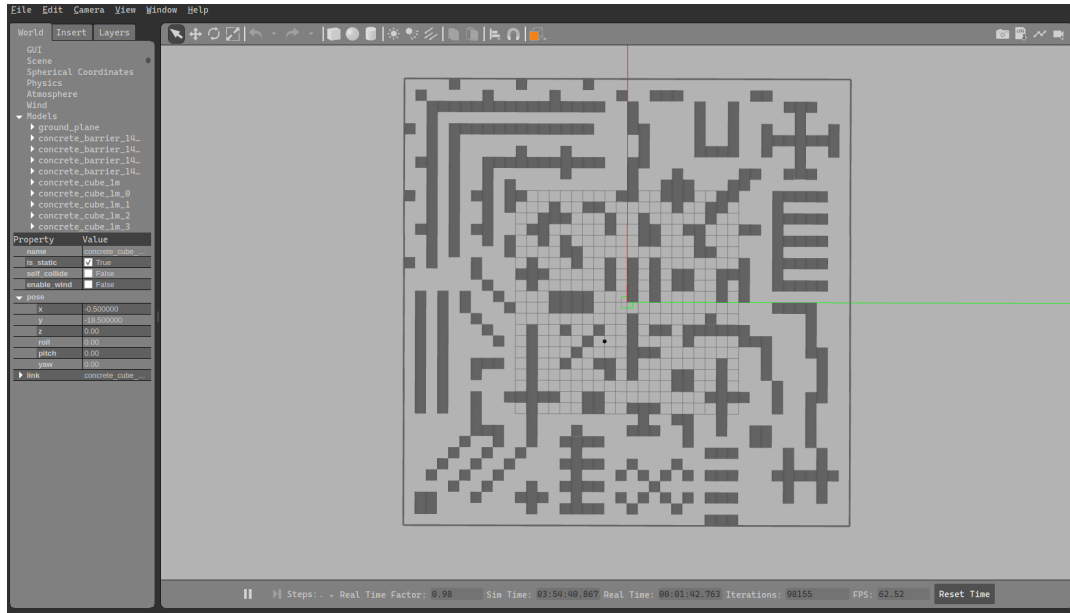 File Edit Camera View Window Help
World Insert Layers
GUI
Scene
Spherical Coordinates
Physics
Atmosphere
Wind
Models
ground_plane
concrete_barrier_14…
concrete_barrier_14…
concrete_barrier_14…
concrete_barrier_14…
concrete_cube_1m
concrete_cube_1m_0
concrete_cube_1m_1
concrete_cube_1m_2
concrete_cube_1m_3
Property Value
name concrete_cube_…
is_static True
self_collide False
enable_wind False
pose
x -0.500000
y -18.500000
z 0.00
roll 0.00
pitch 0.00
yaw 0.00
link concrete_cube_…
Steps: Real Time Factor: 0.98 Sim Time: 03:54:40.867 Real Time: 00:01:42.763 Iterations: 98155 FPS: 62.52 Reset Time